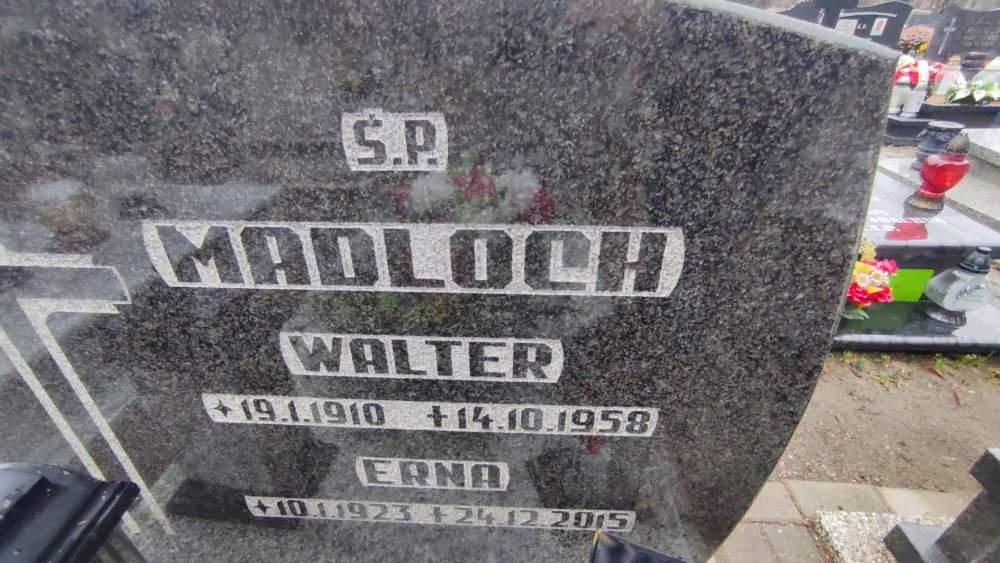 Ś.P.
MADLOCH
WALTER
✦19.1.1910 ✝14.10.1958
ERNA
✦10.1.1923 ✝24.12.2015